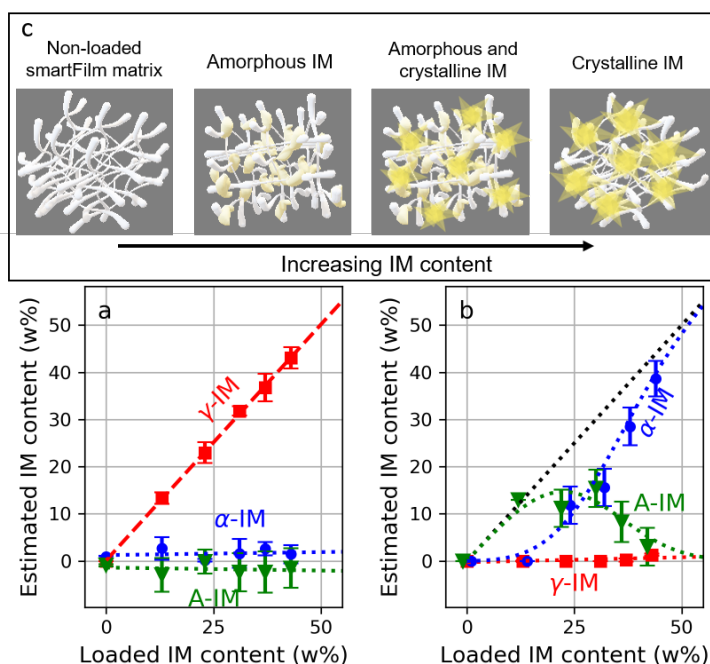 c
Non-loaded
smartFilm matrix
Amorphous IM
Amorphous and
crystalline IM
Crystalline IM
Increasing IM content
a
Estimated IM content (w%)
50
40
30
20
10
0
γ-IM
α-IM
A-IM
0
25
50
Loaded IM content (w%)
b
Estimated IM content (w%)
50
40
30
20
10
0
α-IM
A-IM
γ-IM
0
25
50
Loaded IM content (w%)